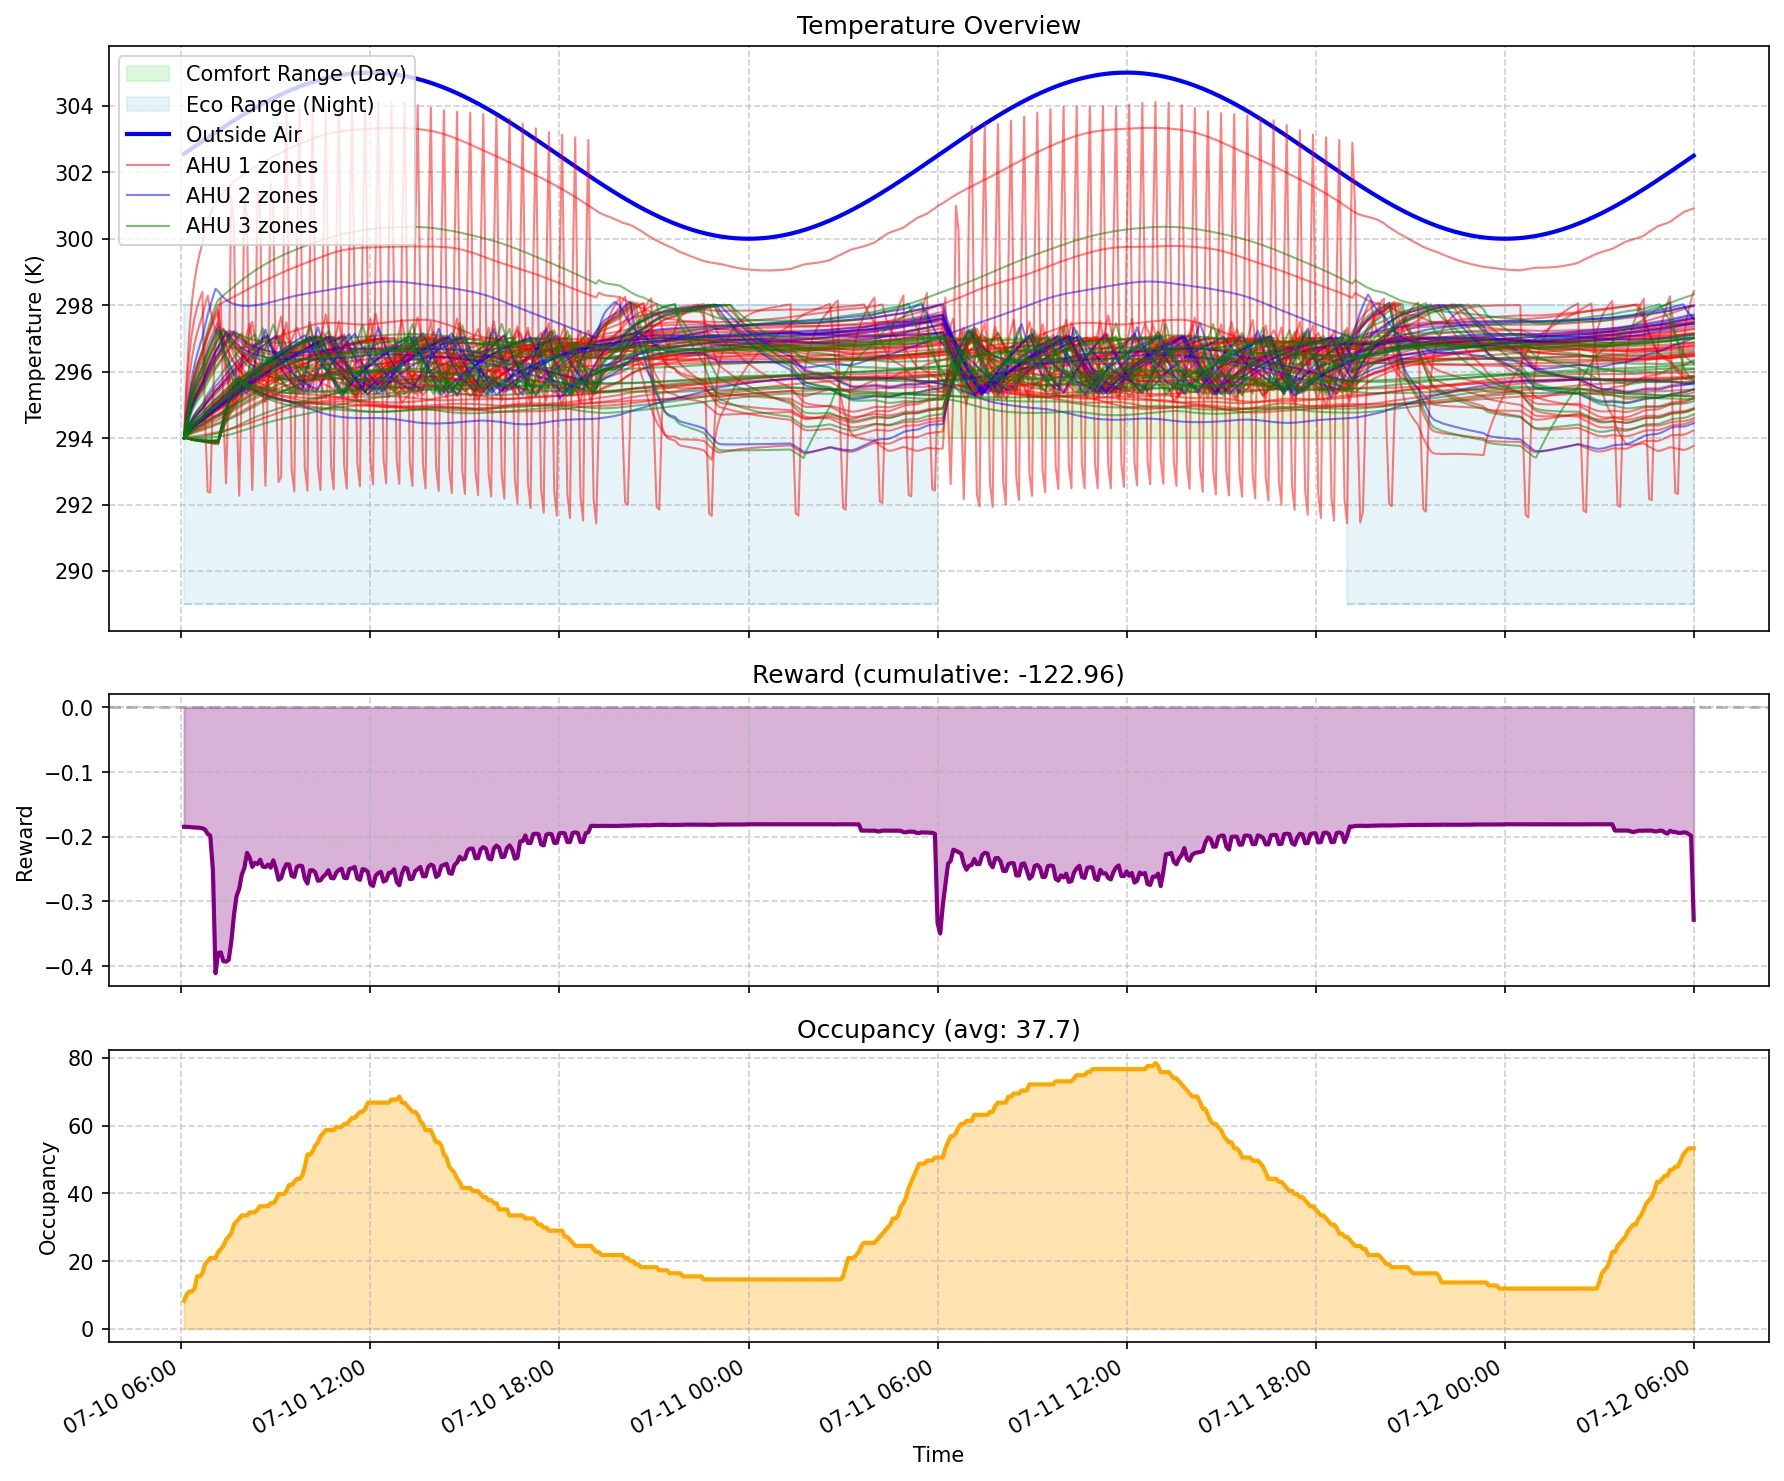 Temperature Overview
Comfort Range (Day)
Eco Range (Night)
Outside Air
AHU 1 zones
AHU 2 zones
AHU 3 zones
Temperature (K)
304
302
300
298
296
294
292
290
Reward (cumulative: -122.96)
Reward
0.0
−0.1
−0.2
−0.3
−0.4
Occupancy (avg: 37.7)
Occupancy
80
60
40
20
0
07-10 06:00
07-10 12:00
07-10 18:00
07-11 00:00
07-11 06:00
07-11 12:00
07-11 18:00
07-12 00:00
07-12 06:00
Time